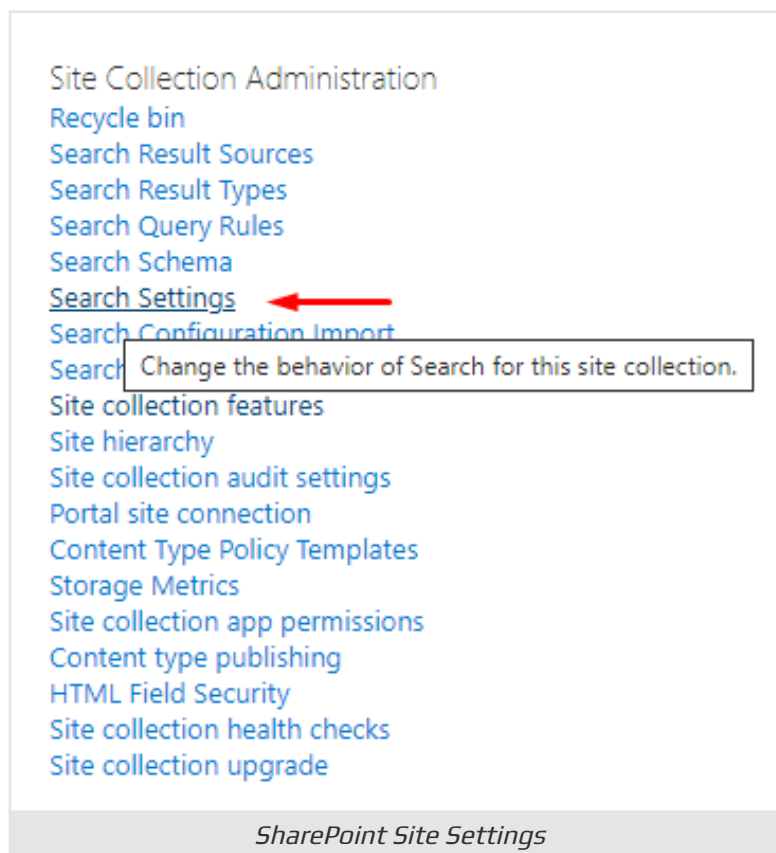 Site Collection Administration
Recycle bin
Search Result Sources
Search Result Types
Search Query Rules
Search Schema
Search Settings
Search Configuration Import
Search
Change the behavior of Search for this site collection.
Site collection features
Site hierarchy
Site collection audit settings
Portal site connection
Content Type Policy Templates
Storage Metrics
Site collection app permissions
Content type publishing
HTML Field Security
Site collection health checks
Site collection upgrade
SharePoint Site Settings